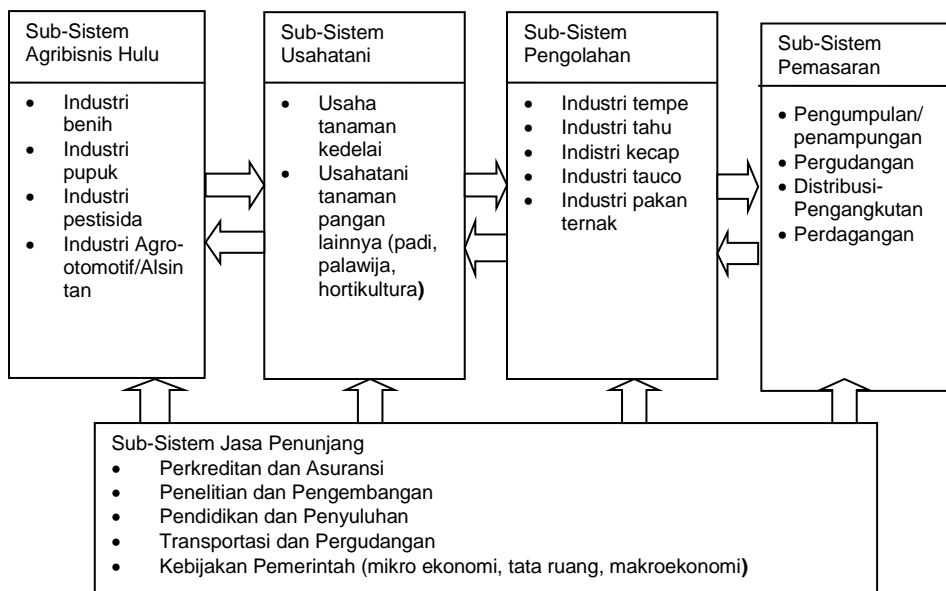 Sub-Sistem
Agribisnis Hulu
• Industri
benih
• Industri
pupuk
• Industri
pestisida
• Industri Agro-
otomotif/Alsin
tan
Sub-Sistem
Usahatani
• Usaha
tanaman
kedelai
• Usahatani
tanaman
pangan
lainnya (padi,
palawija,
hortikultura)
Sub-Sistem
Pengolahan
• Industri tempe
• Industri tahu
• Indistri kecap
• Industri tauco
• Industri pakan
ternak
Sub-Sistem
Pemasaran
• Pengumpulan/
penampungan
• Pergudangan
• Distribusi-
Pengangkutan
• Perdagangan
Sub-Sistem Jasa Penunjang
• Perkreditan dan Asuransi
• Penelitian dan Pengembangan
• Pendidikan dan Penyuluhan
• Transportasi dan Pergudangan
• Kebijakan Pemerintah (mikro ekonomi, tata ruang, makroekonomi)